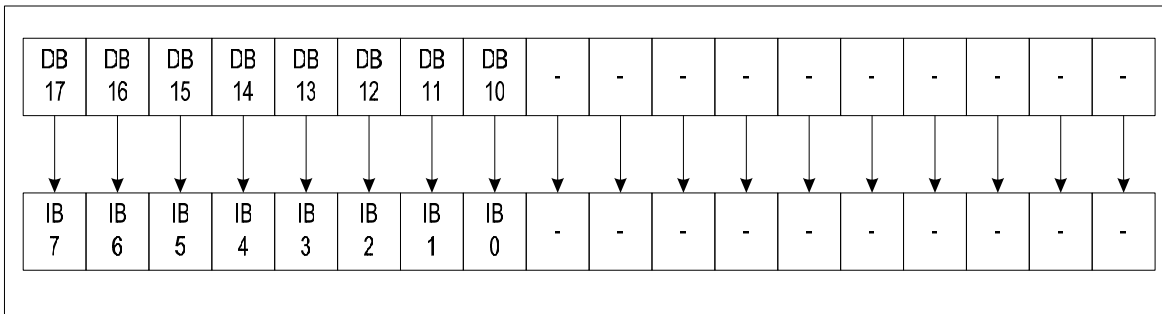 DB DB DB DB DB DB DB DB - - - - - - - - - -
17 16 15 14 13 12 11 10
IB IB IB IB IB IB IB IB - - - - - - - - - -
7 6 5 4 3 2 1 0